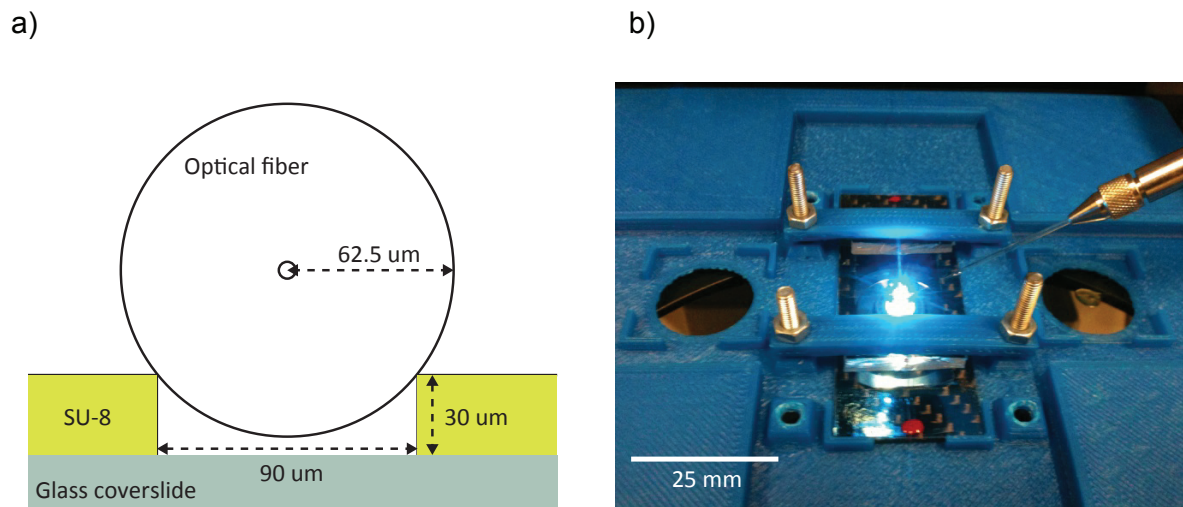 a)
b)
Optical fiber
62.5 um
SU-8
30 um
90 um
Glass coverslide
25 mm